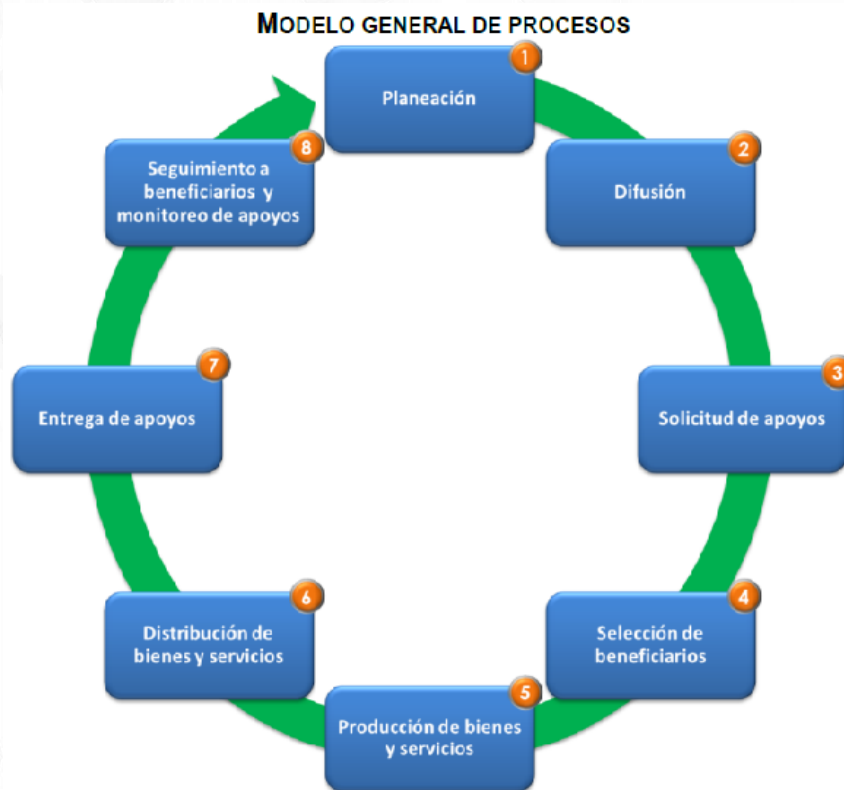 MODELO GENERAL DE PROCESOS
1
Planeación
2
Difusión
3
Solicitud de apoyos
4
Selección de
beneficiarios
5
Producción de bienes
y servicios
6
Distribución de
bienes y servicios
7
Entrega de apoyos
8
Seguimiento a
beneficiarios y
monitoreo de apoyos